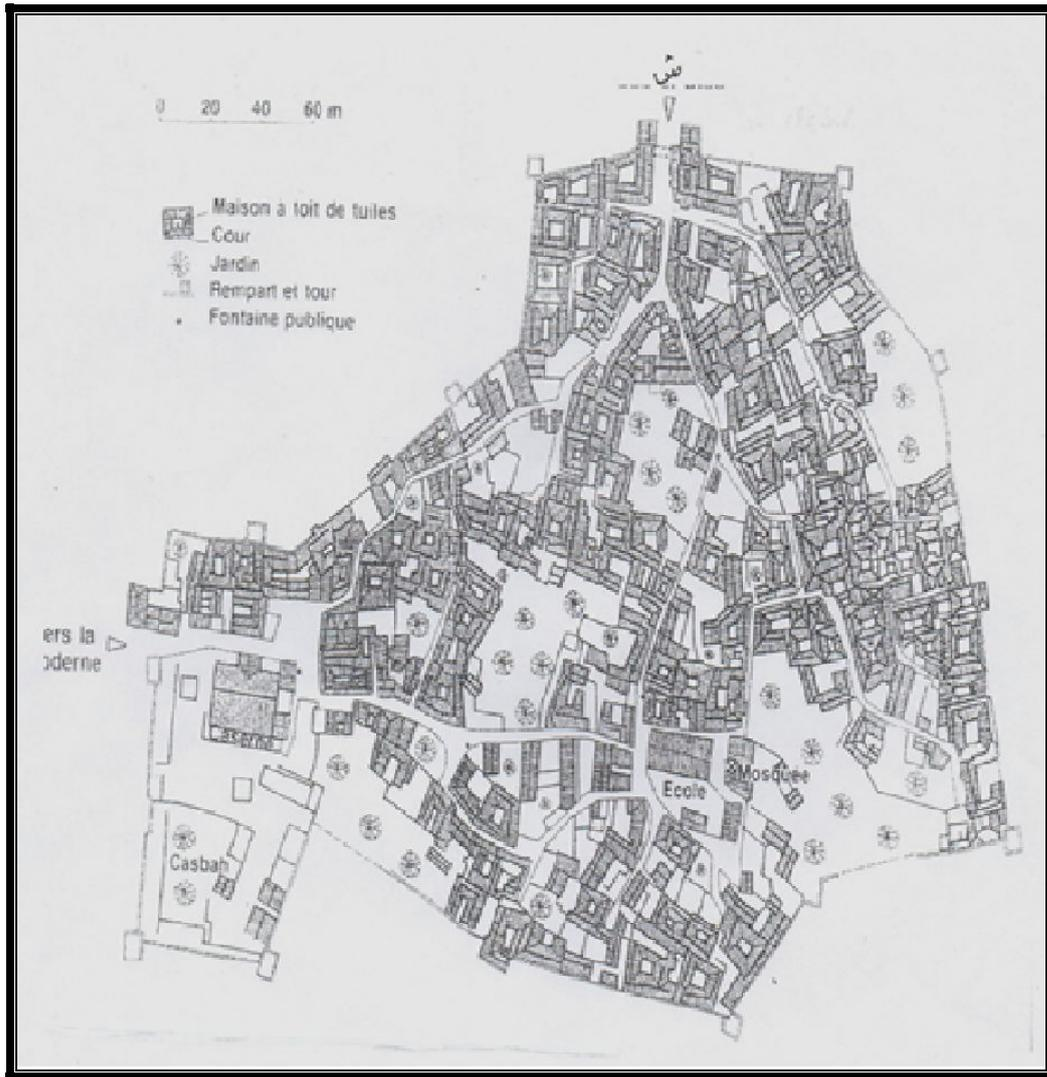 ش
0 20 40 60 m
Maison à toit de tuiles
Cour
Jardin
Rempart et tour
Fontaine publique
ers la
oderne
Mosquée
Ecole
Casbah